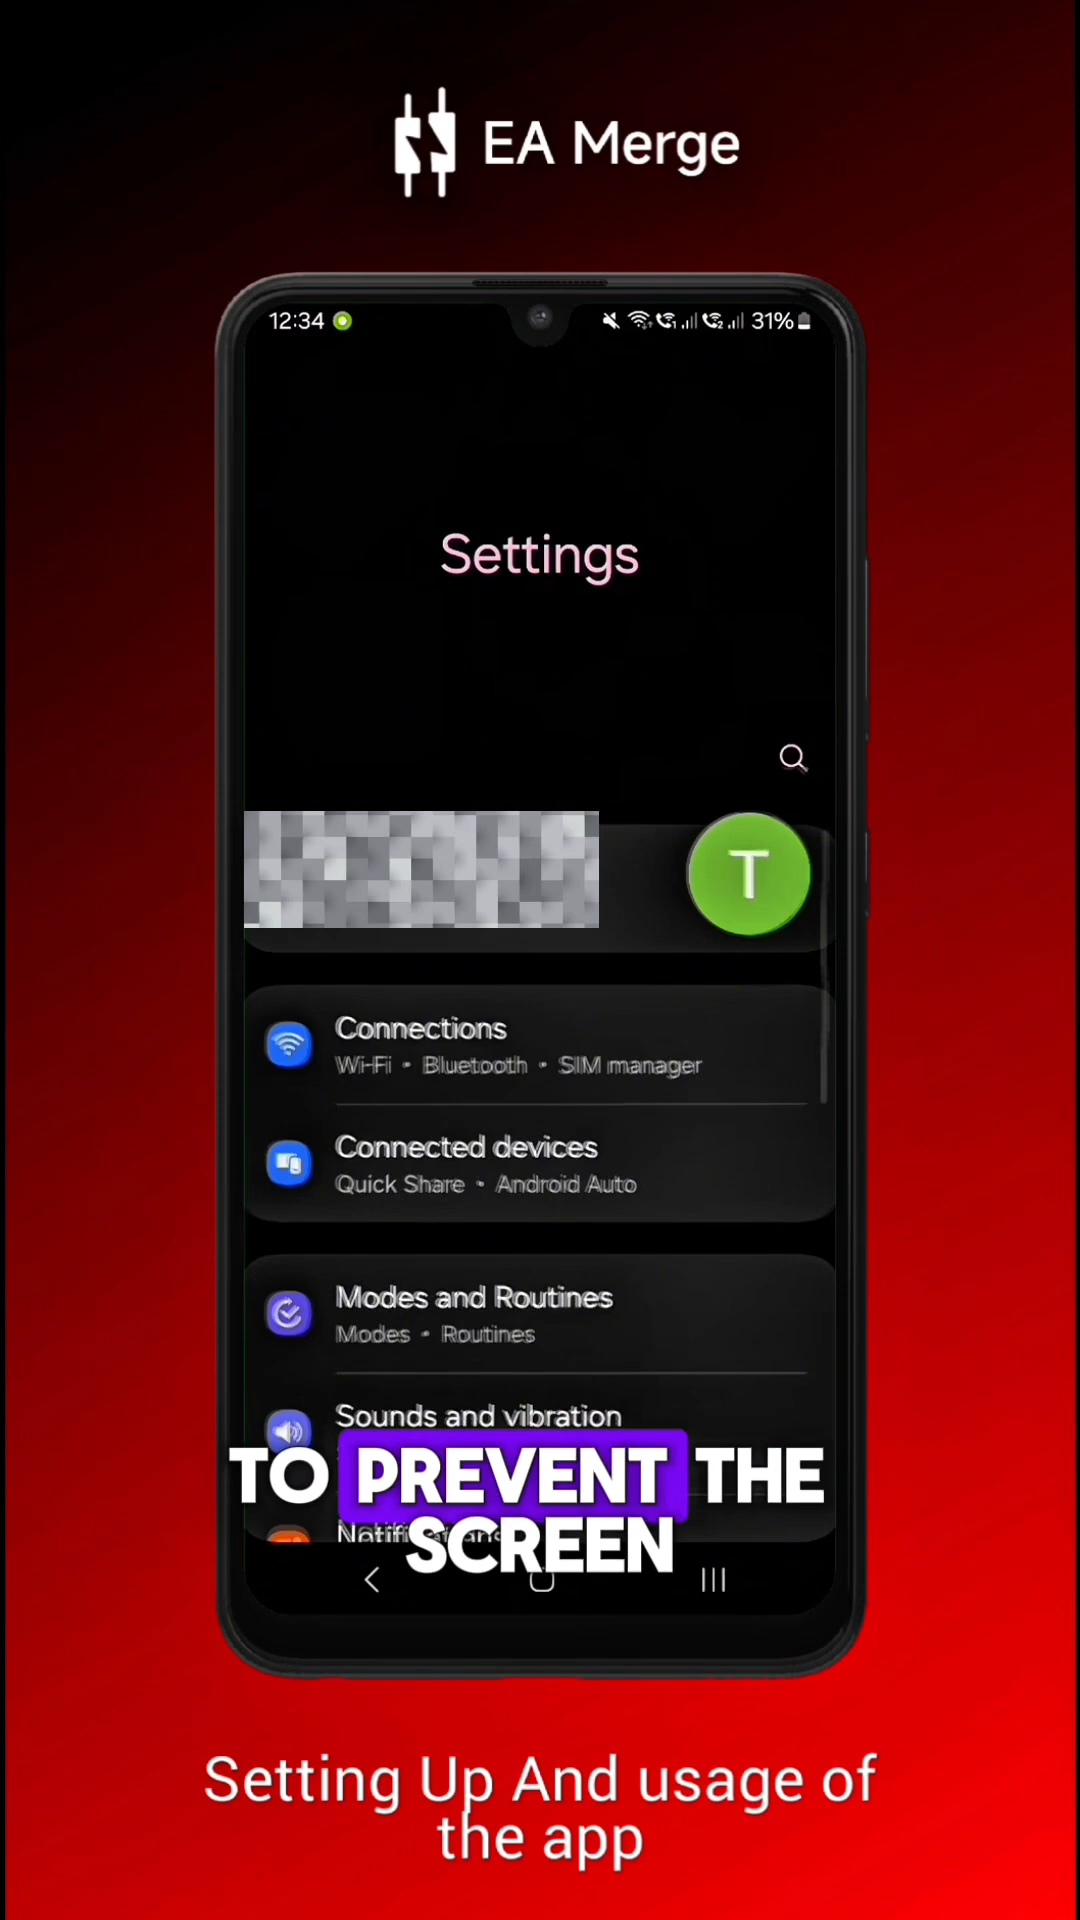 EA Merge
12:34
31%
Settings
T
Connections
Wi-Fi • Bluetooth • SIM manager
Connected devices
Quick Share • Android Auto
Modes and Routines
Modes • Routines
Sounds and vibration
TO PREVENT THE
SCREEN
Setting Up And usage of
the app